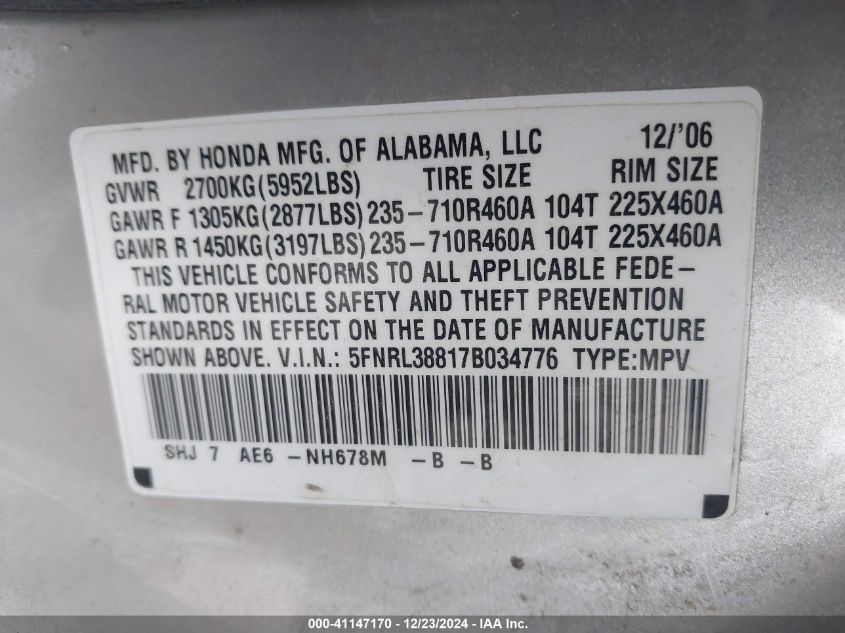 MFD. BY HONDA MFG. OF ALABAMA, LLC 12/'06
GVWR 2700KG(5952LBS) TIRE SIZE RIM SIZE
GAWR F 1305KG(2877LBS) 235-710R460A 104T 225X460A
GAWR R 1450KG(3197LBS) 235-710R460A 104T 225X460A
THIS VEHICLE CONFORMS TO ALL APPLICABLE FEDE-
RAL MOTOR VEHICLE SAFETY AND THEFT PREVENTION
STANDARDS IN EFFECT ON THE DATE OF MANUFACTURE
SHOWN ABOVE. V.I.N.: 5FNRL38817B034776 TYPE:MPV
SHJ 7 AE6 -NH678M -B -B
000-41147170 - 12/23/2024 - IAA Inc.